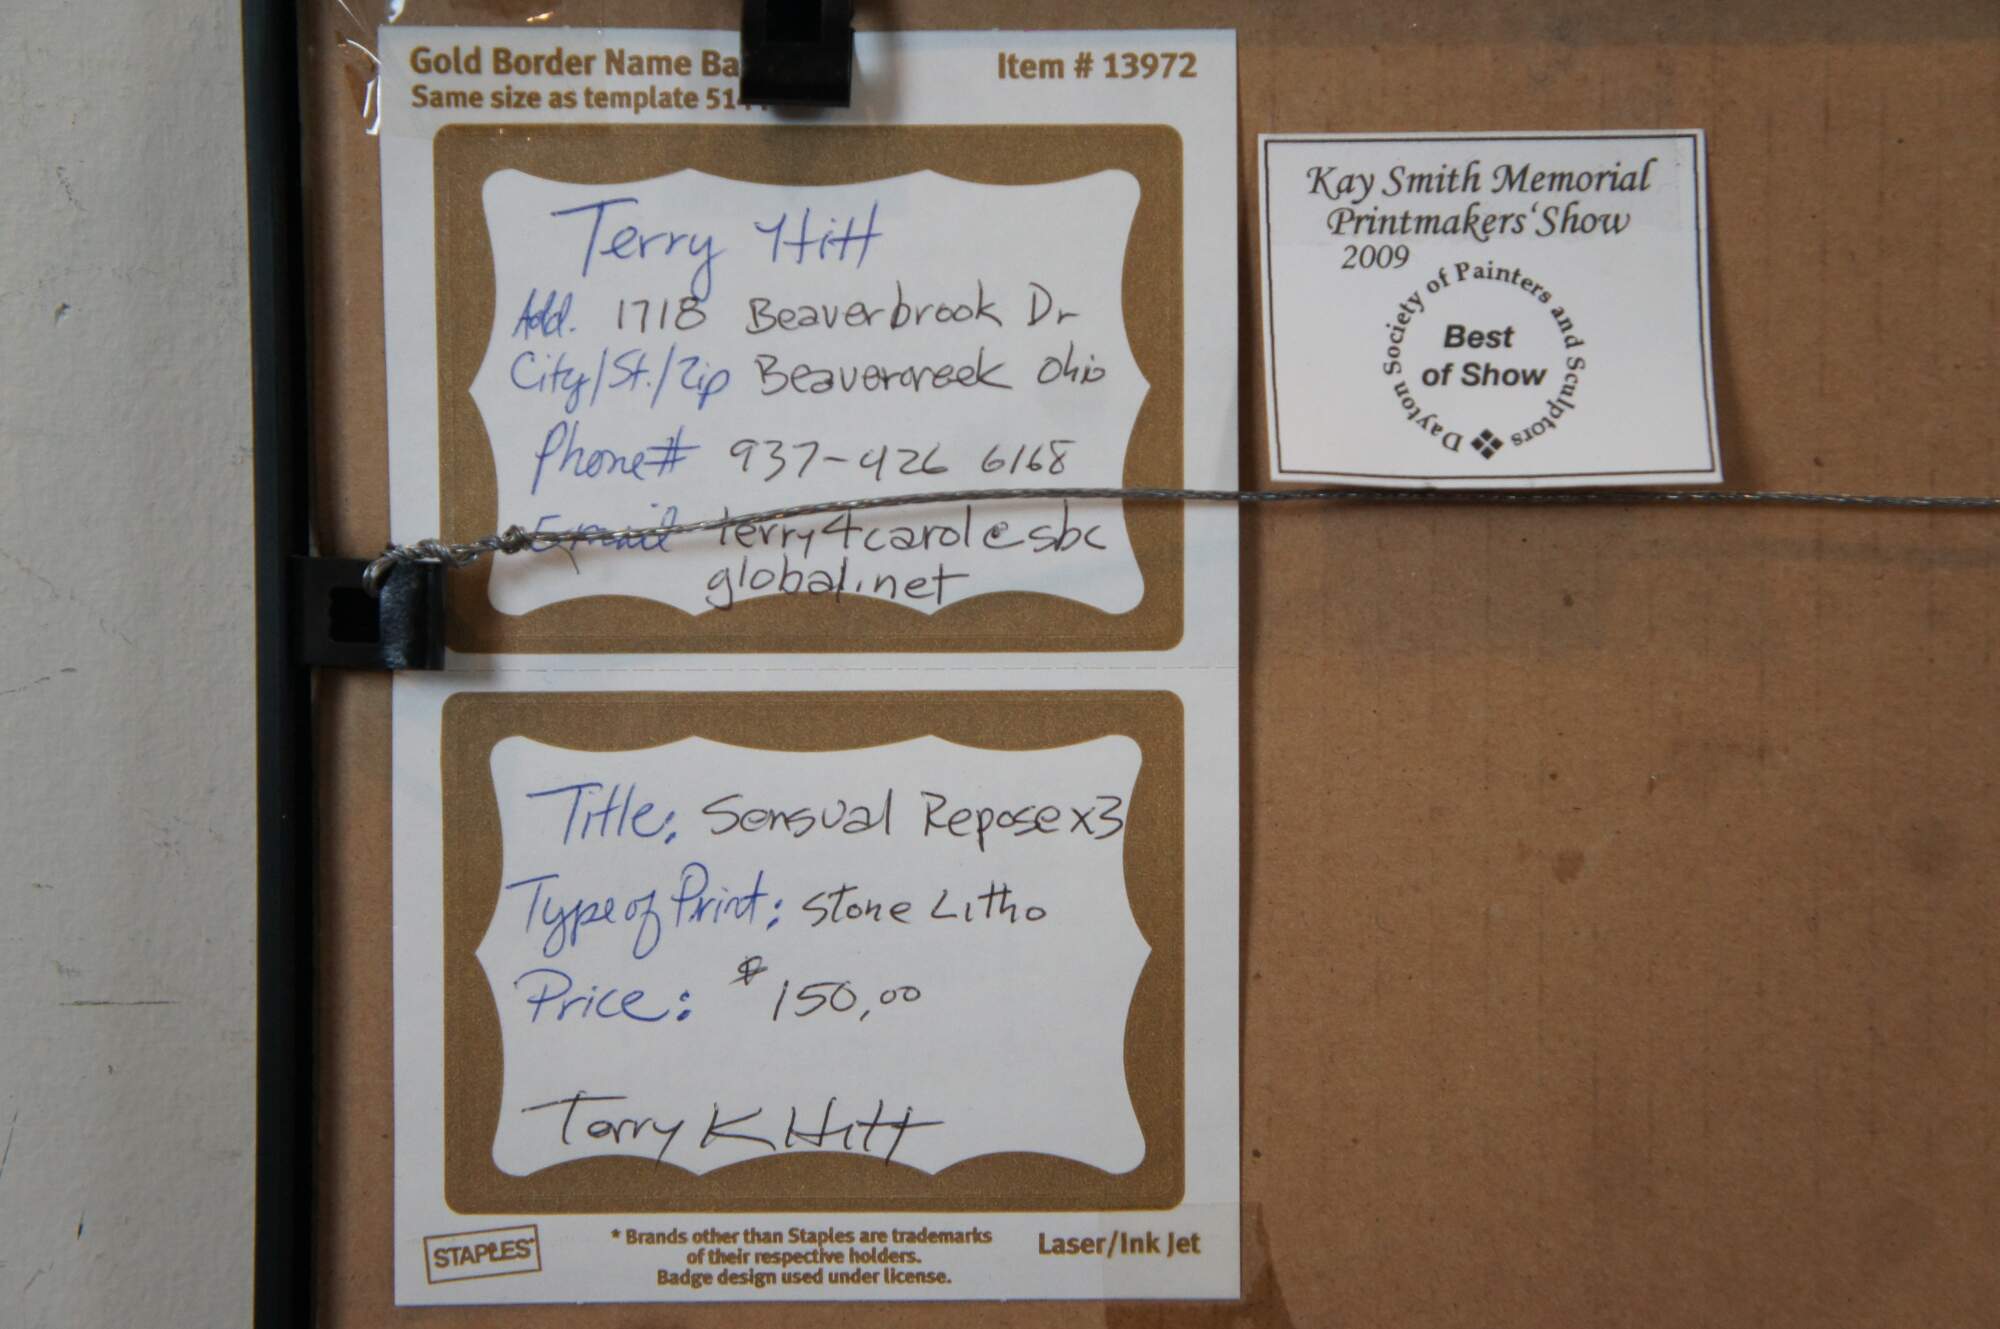 Gold Border Name Ba
Same size as template 514
Item # 13972
Terry Hitt
Add. 1718 Beaverbrook Dr
City/St./Zip Beavercreek Ohio
Phone# 937-426 6168
Email terry4carol@sbc
global.net
Title: Sensual Repose x3
Type of Print: Stone Litho
Price: $150,00
Terry K Hitt
STAPLES
* Brands other than Staples are trademarks
of their respective holders.
Badge design used under license.
Laser/Ink Jet
Kay Smith Memorial
Printmakers' Show
2009
Dayton Society of Painters and Sculptors
Best
of Show